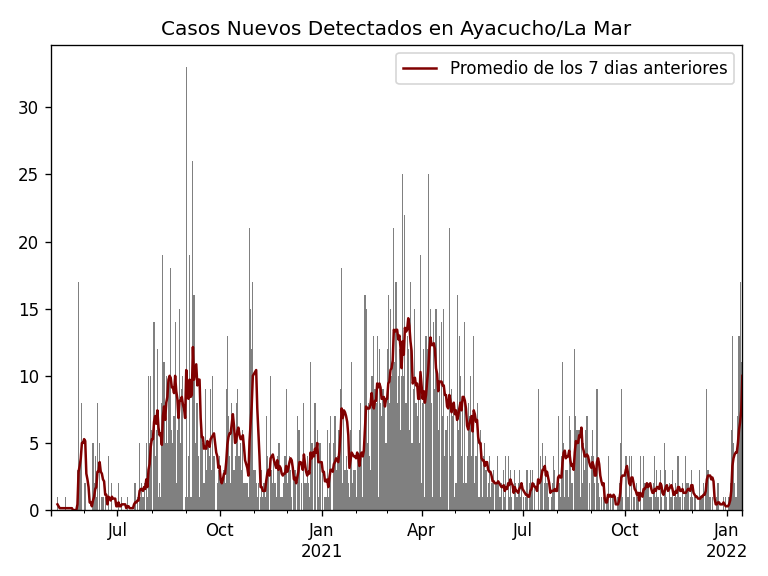 Casos Nuevos Detectados en Ayacucho/La Mar
Promedio de los 7 dias anteriores
30
25
20
15
10
5
0
Jul
Oct
Jan
2021
Apr
Jul
Oct
Jan
2022